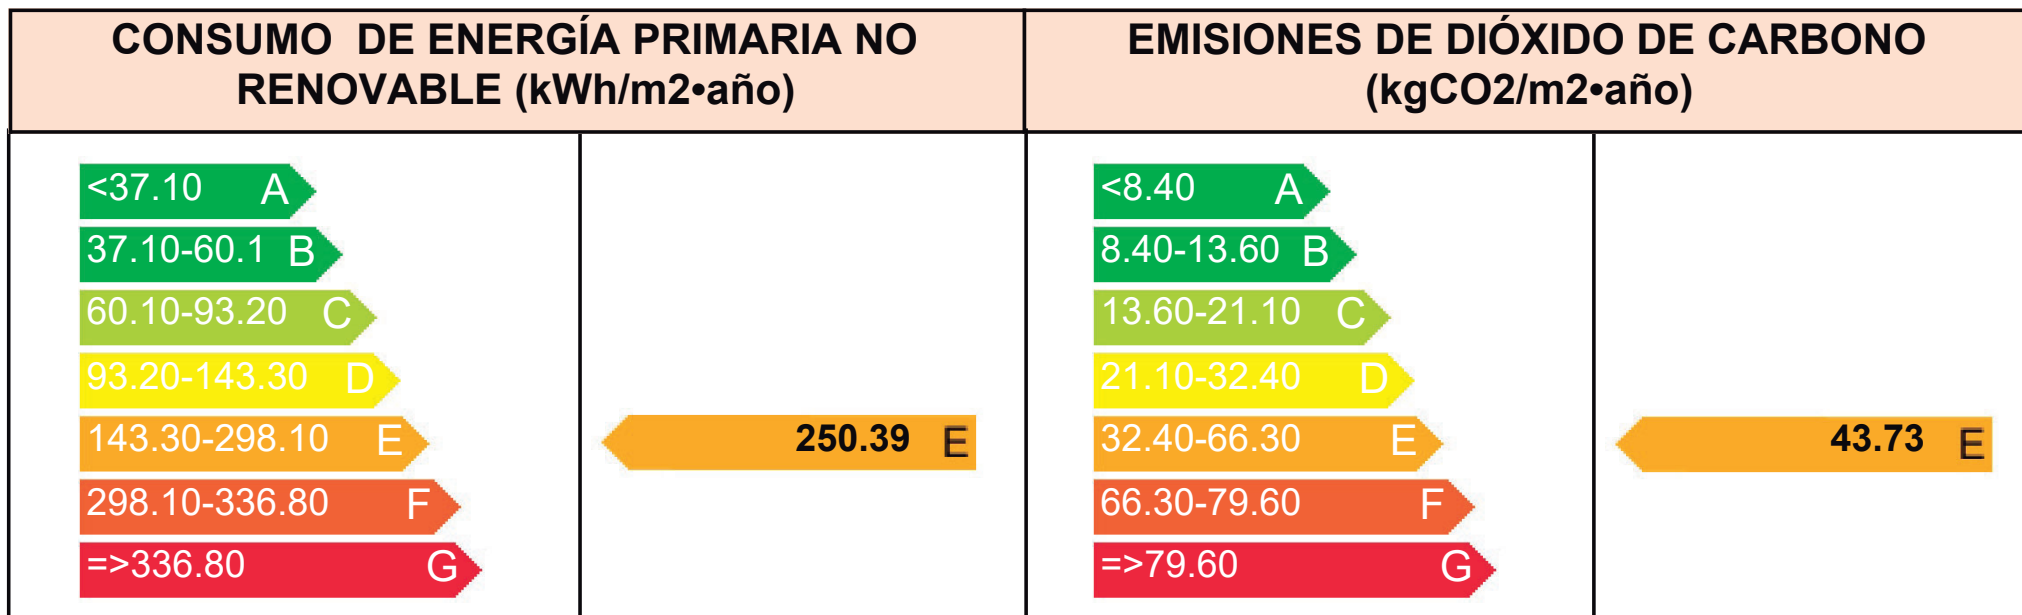 CONSUMO DE ENERGÍA PRIMARIA NO
RENOVABLE (kWh/m2•año)
<37.10 A
37.10-60.1 B
60.10-93.20 C
93.20-143.30 D
143.30-298.10 E
298.10-336.80 F
=>336.80 G
250.39 E
EMISIONES DE DIÓXIDO DE CARBONO
(kgCO2/m2•año)
<8.40 A
8.40-13.60 B
13.60-21.10 C
21.10-32.40 D
32.40-66.30 E
66.30-79.60 F
=>79.60 G
43.73 E